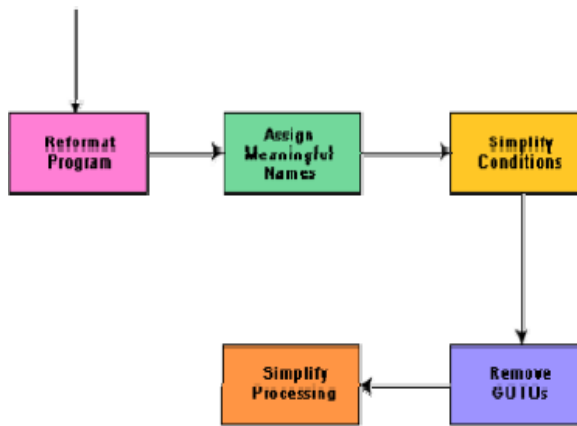 Reformat
Program
Assign
Meaningful
Names
Simplify
Conditions
Simplify
Processing
Remove
GOTOs